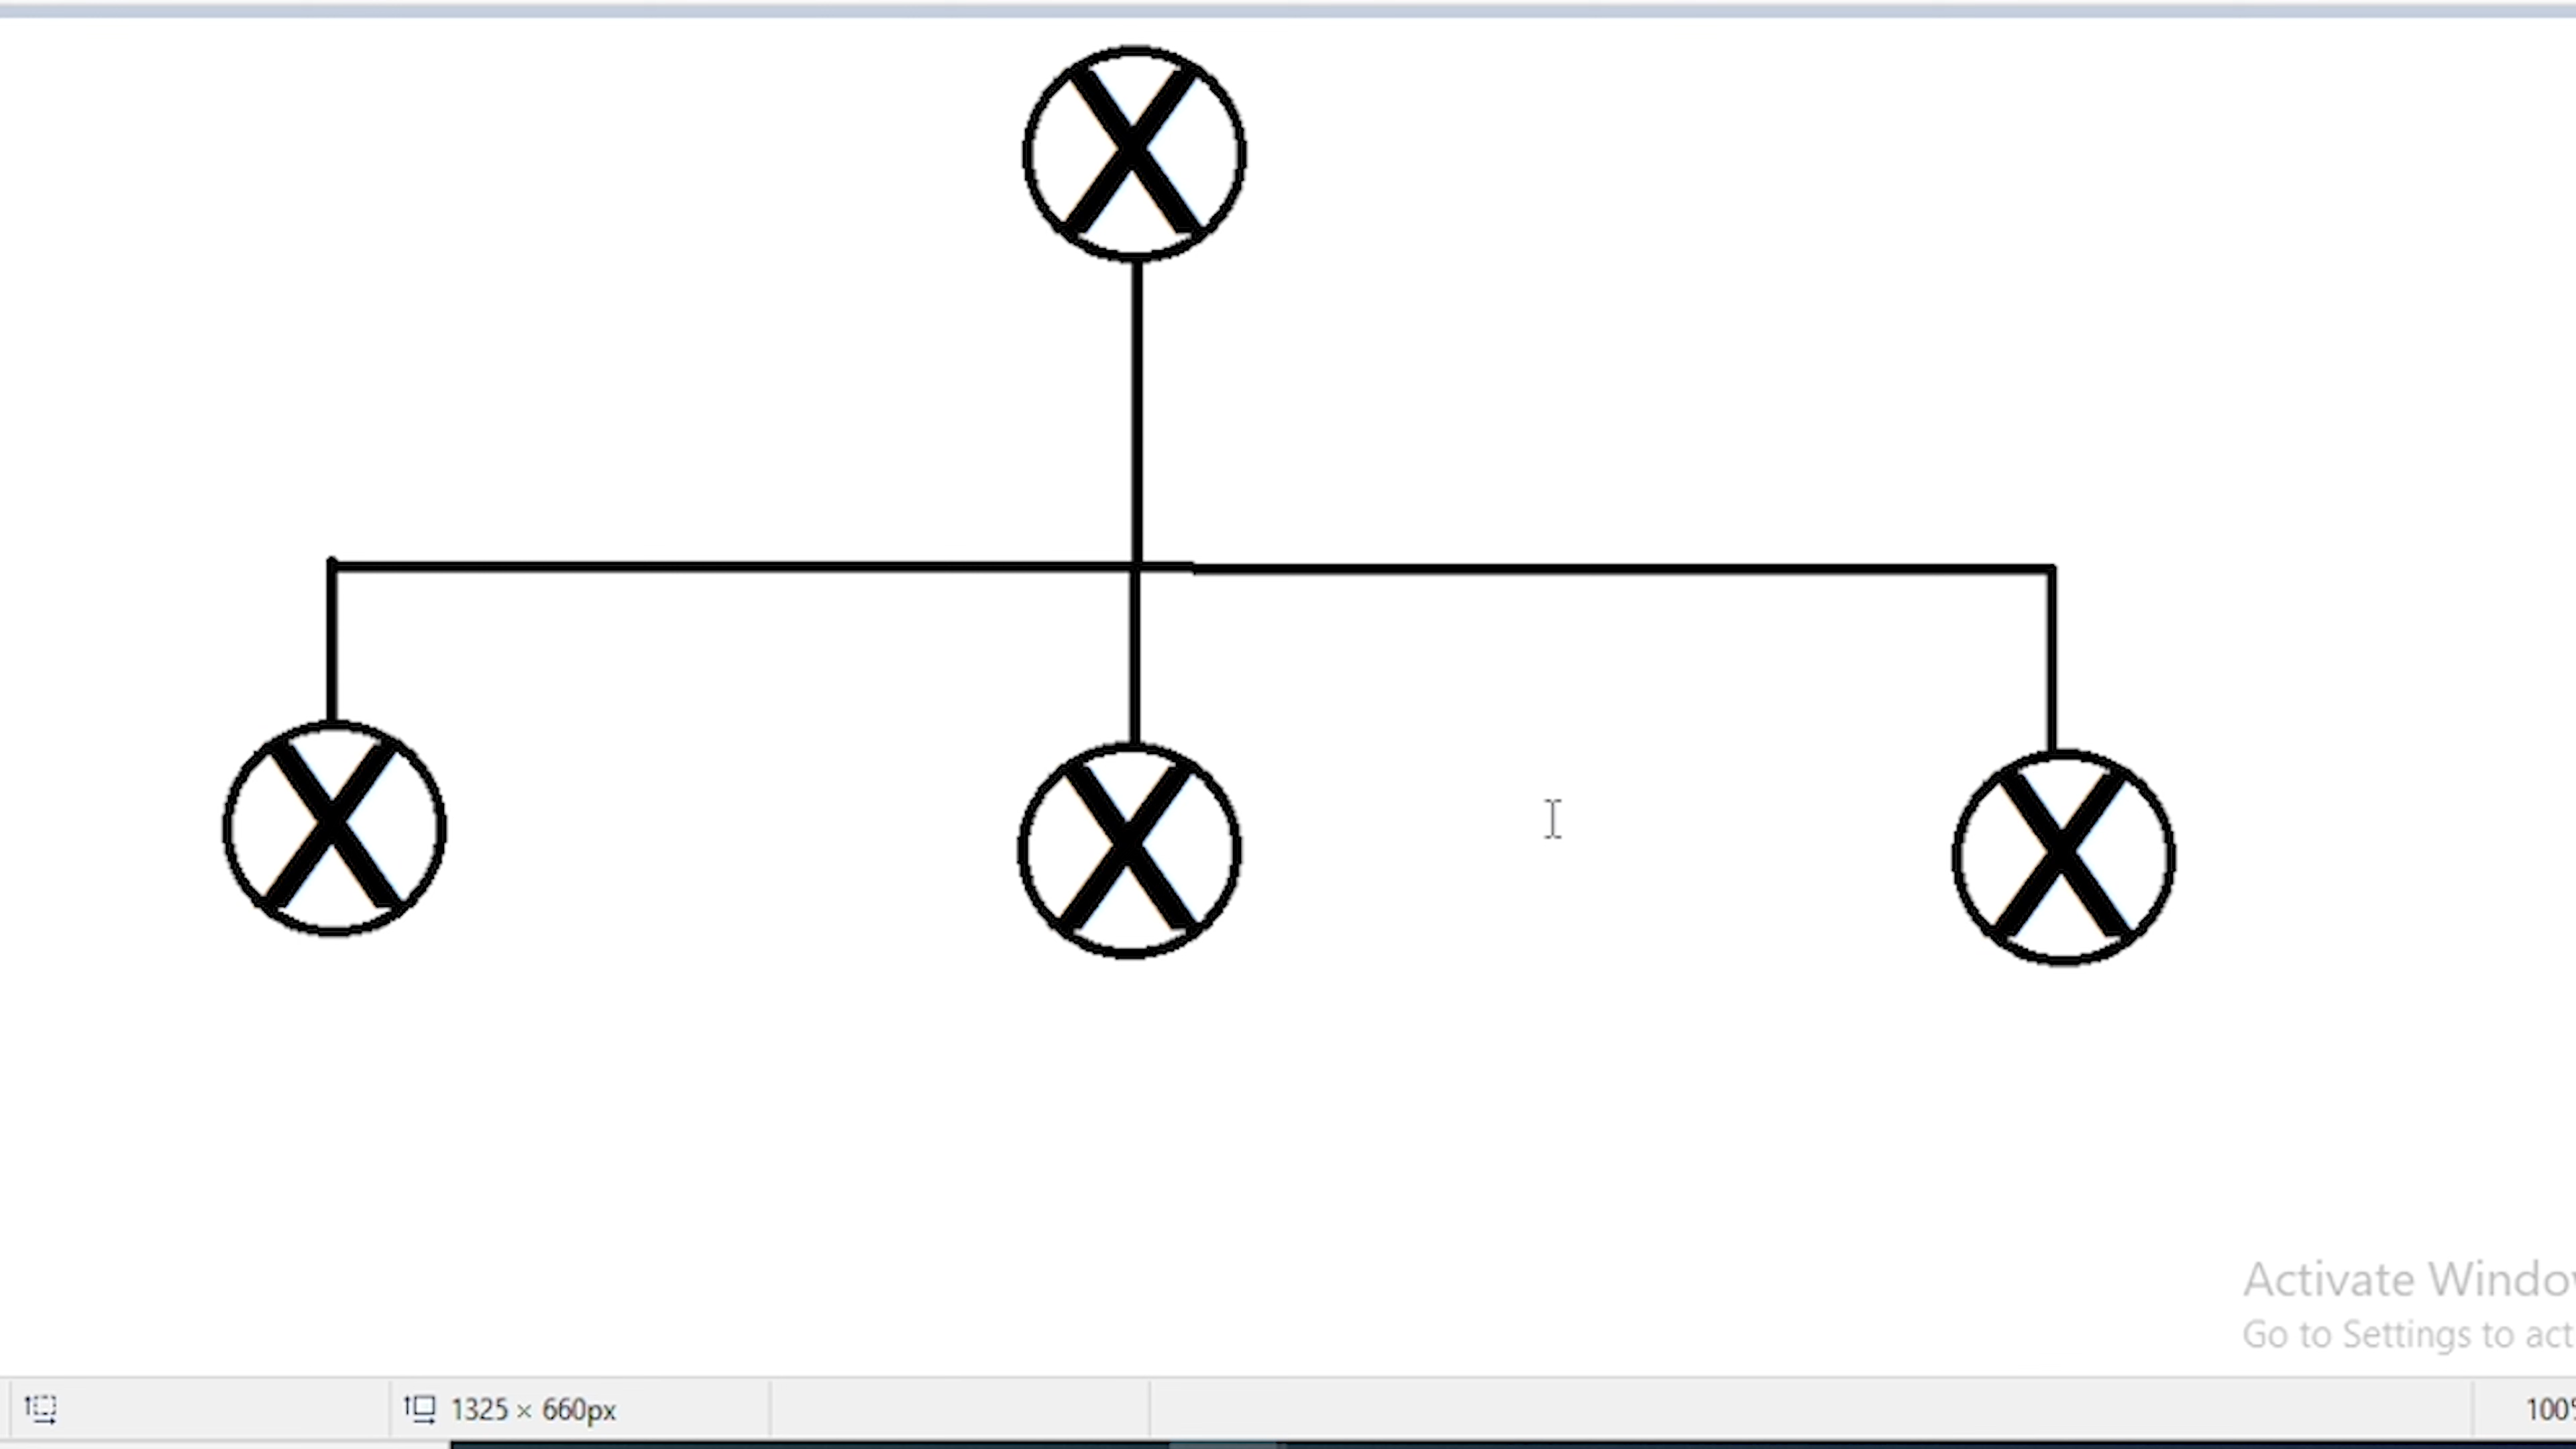 X
X X X
Activate Windo
Go to Settings to act
1325 × 660px
100%